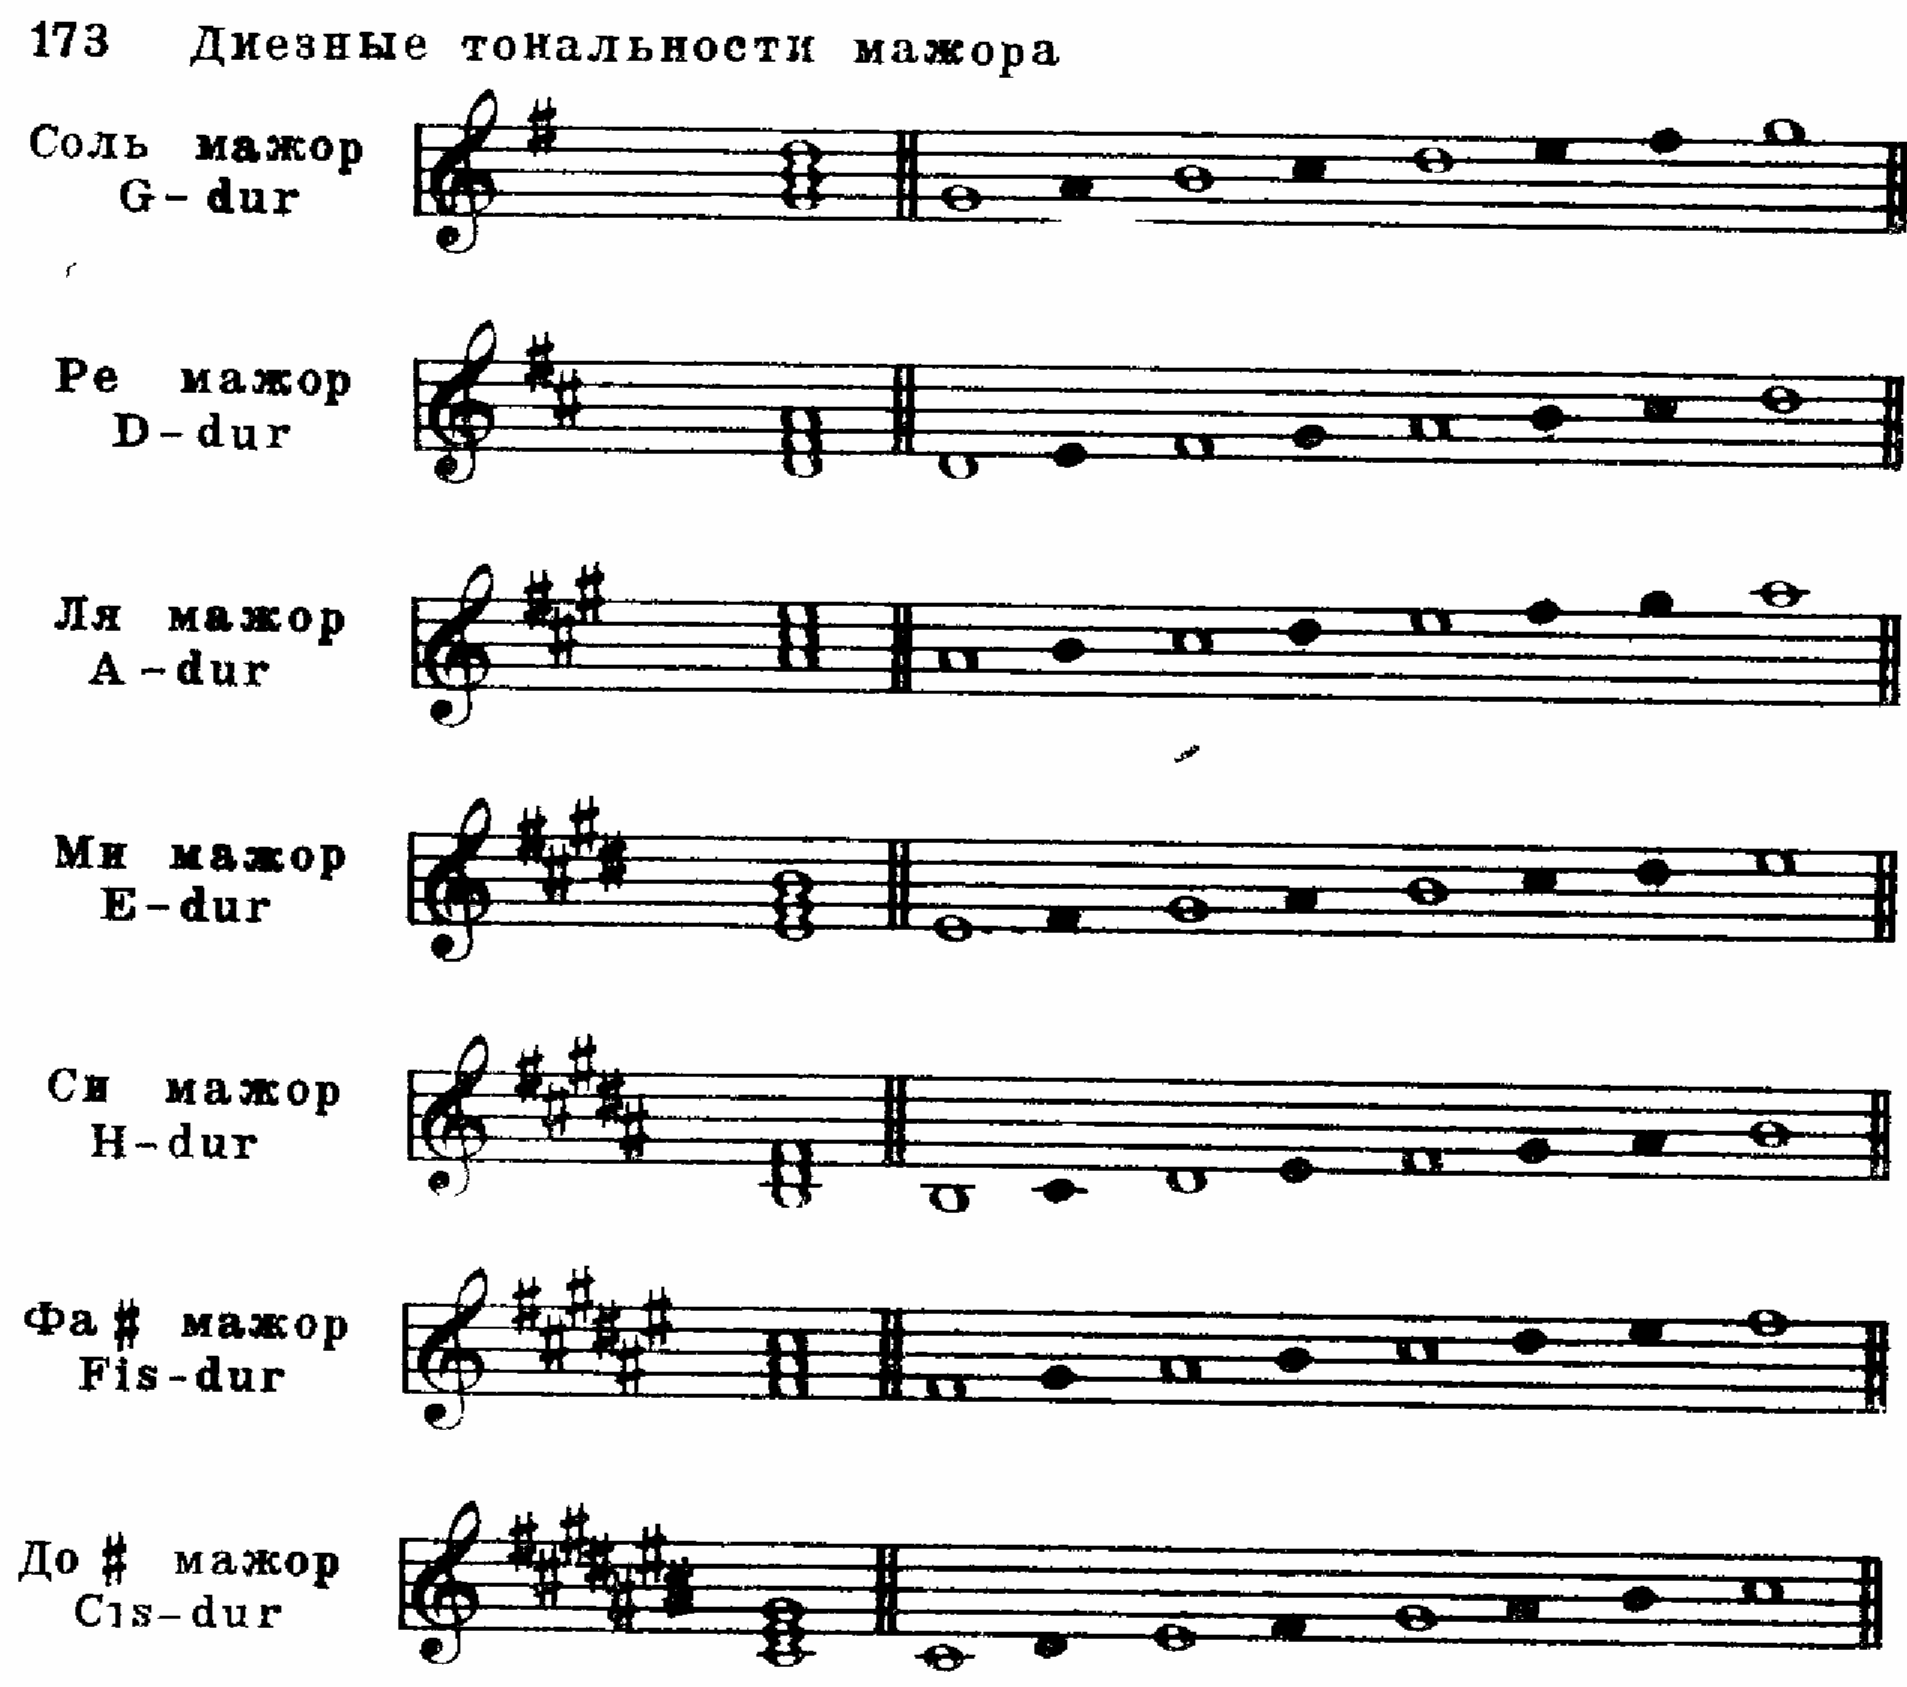 173 Диезные тональности мажора
Соль мажор
G-dur
Ре мажор
D-dur
Ля мажор
A-dur
Ми мажор
E-dur
Си мажор
H-dur
Фа # мажор
Fis-dur
До # мажор
Cis-dur